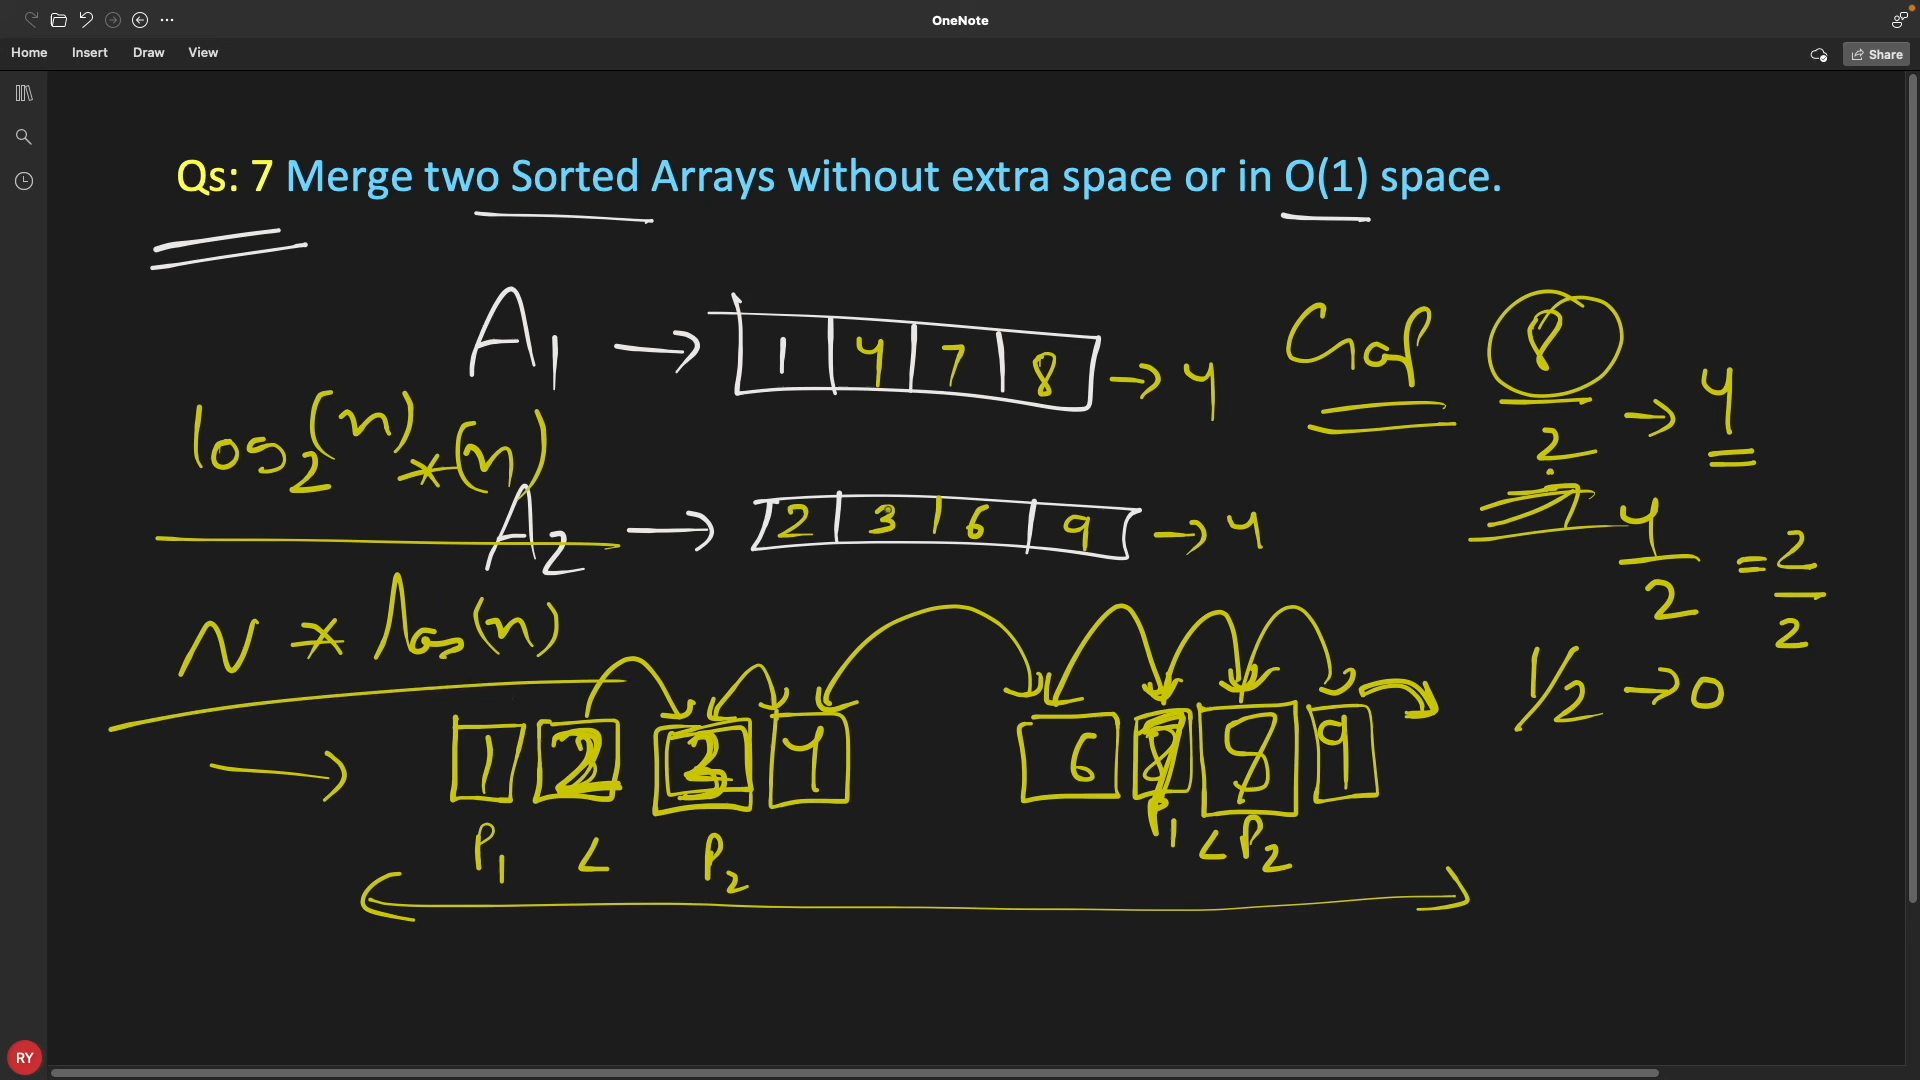 OneNote
Home Insert Draw View
Share
Qs: 7 Merge two Sorted Arrays without extra space or in O(1) space.
A1 → 1 4 7 8 → 4
Gap 8/2 → 4
log2(n) * (n)
A2 → 2 3 6 9 → 4
4/2 = 2/2
N * log(n)
1/2 → 0
→ 1 2 3 4 6 8 9
P1 < P2 P1 < P2
RY